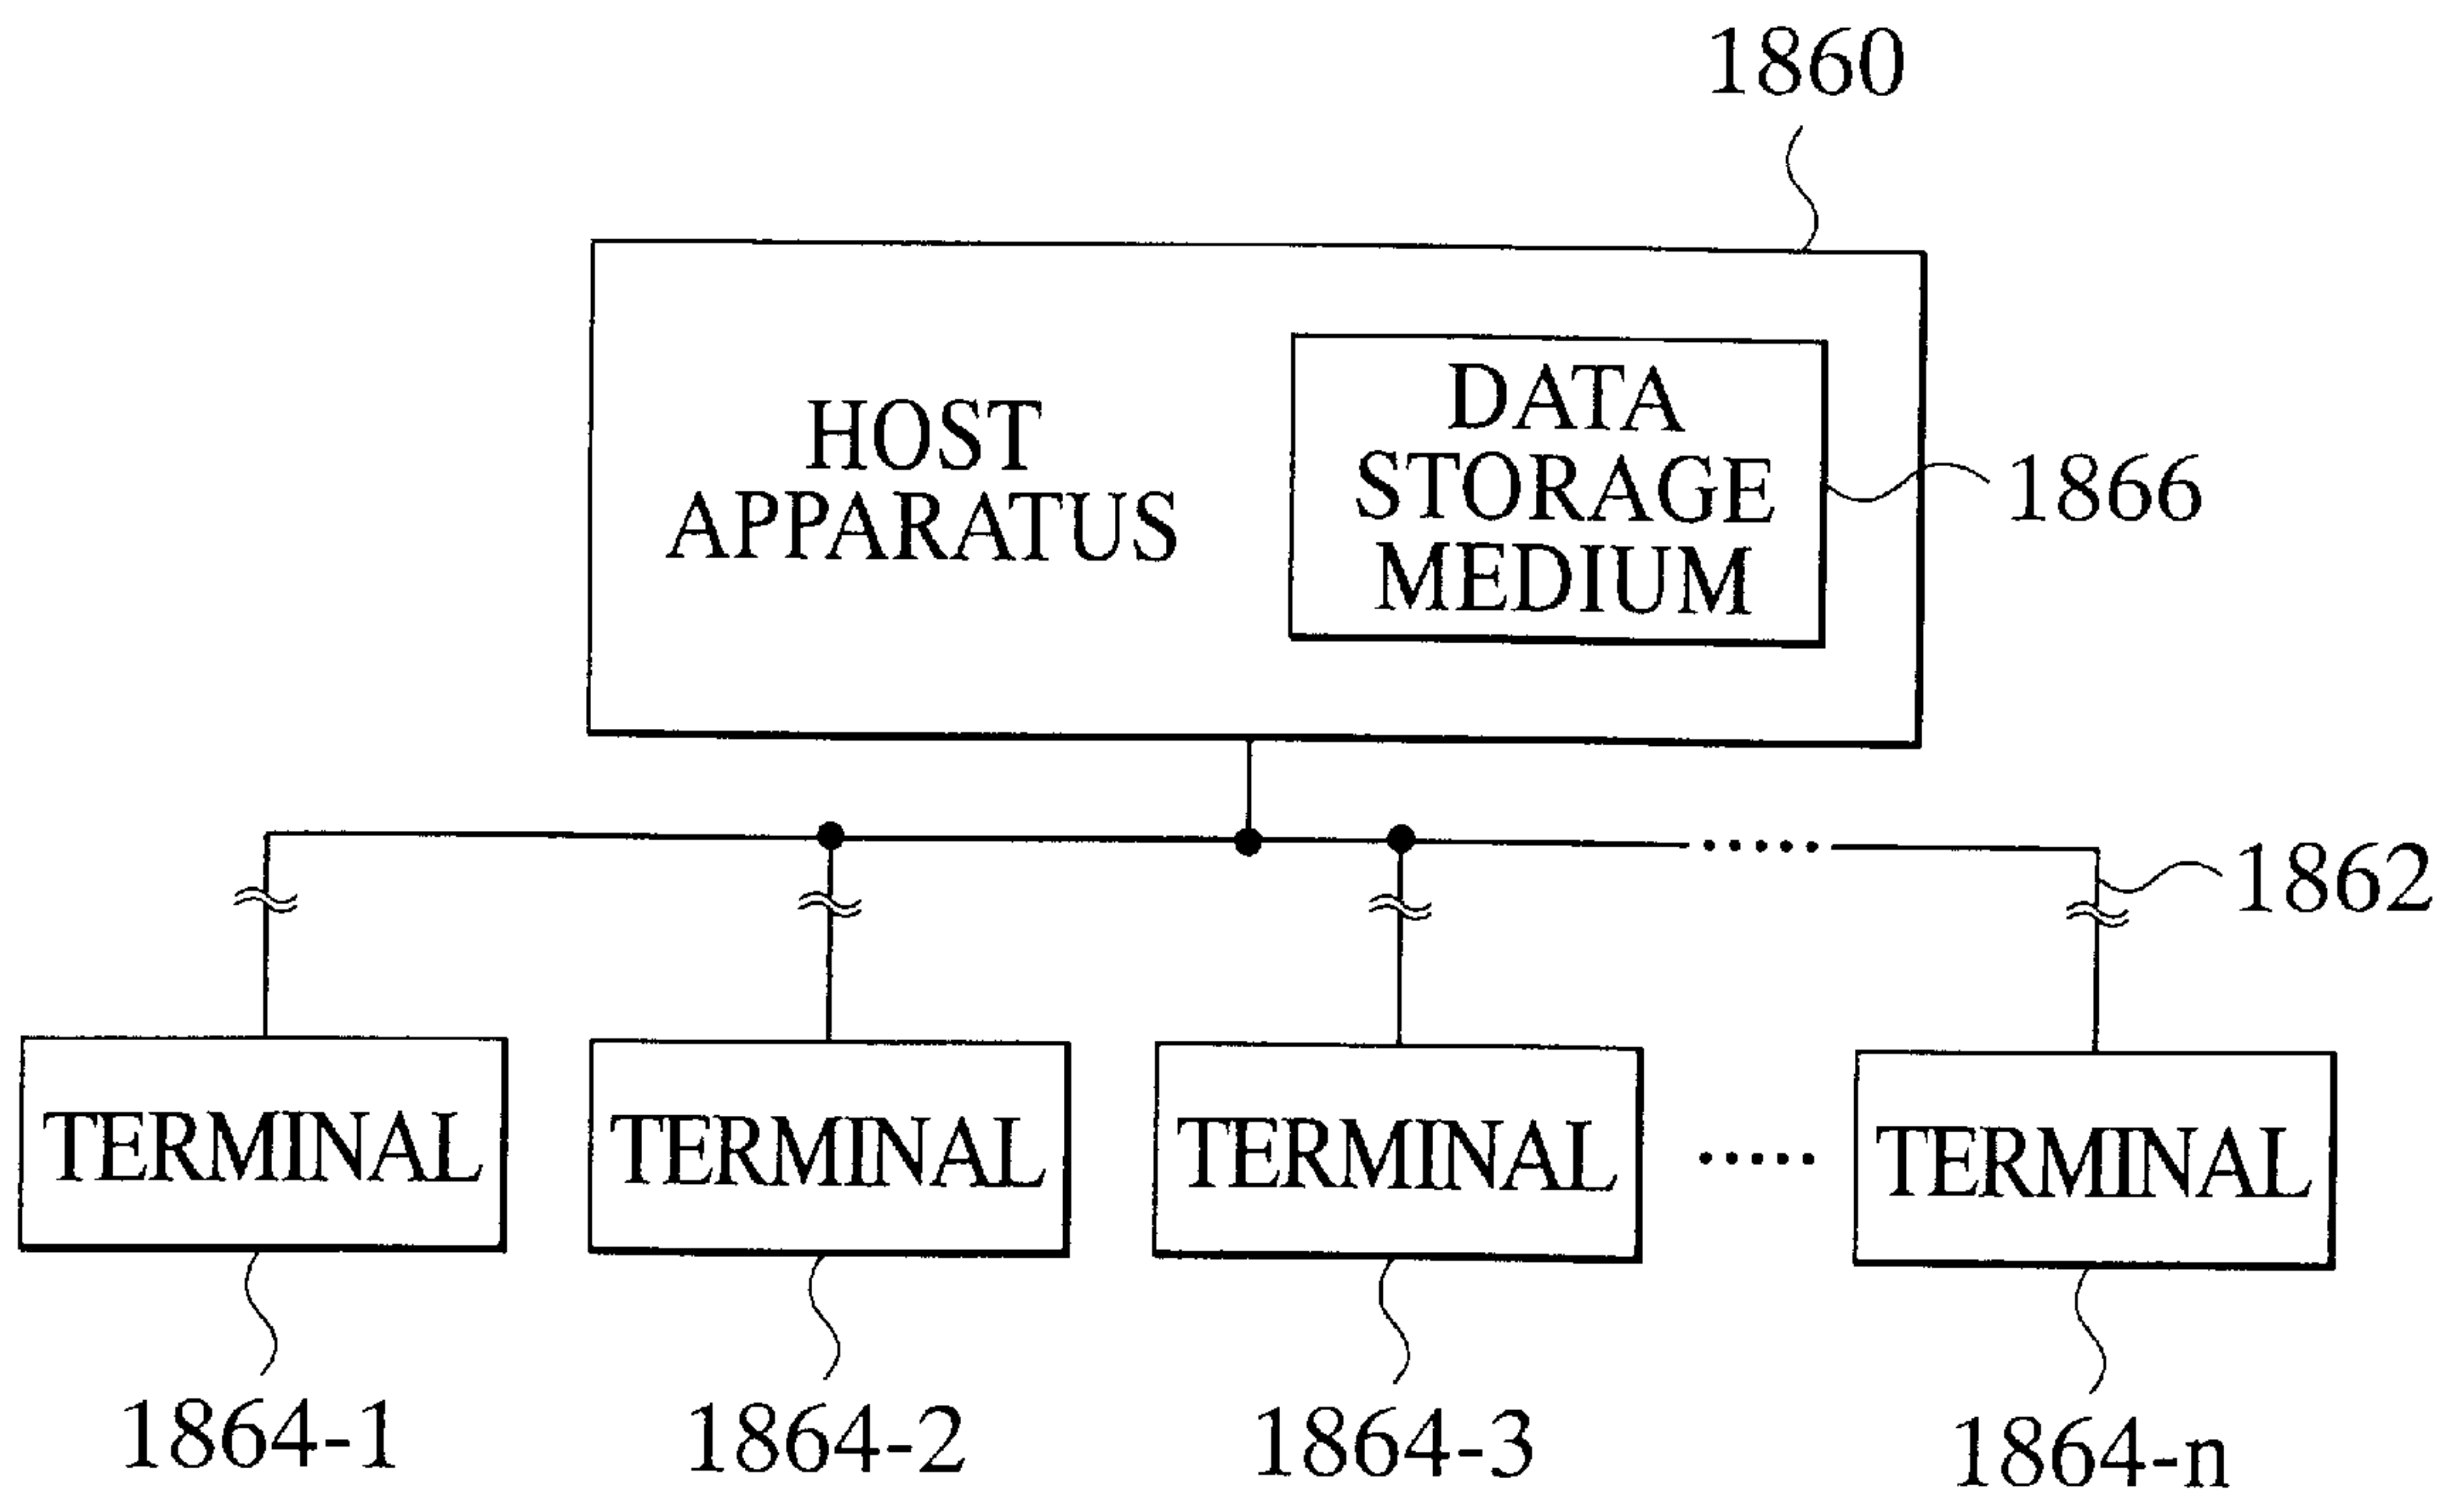 1860
HOST
APPARATUS
DATA
STORAGE
MEDIUM
1866
1862
TERMINAL
TERMINAL
TERMINAL
.....
TERMINAL
1864-1
1864-2
1864-3
1864-n